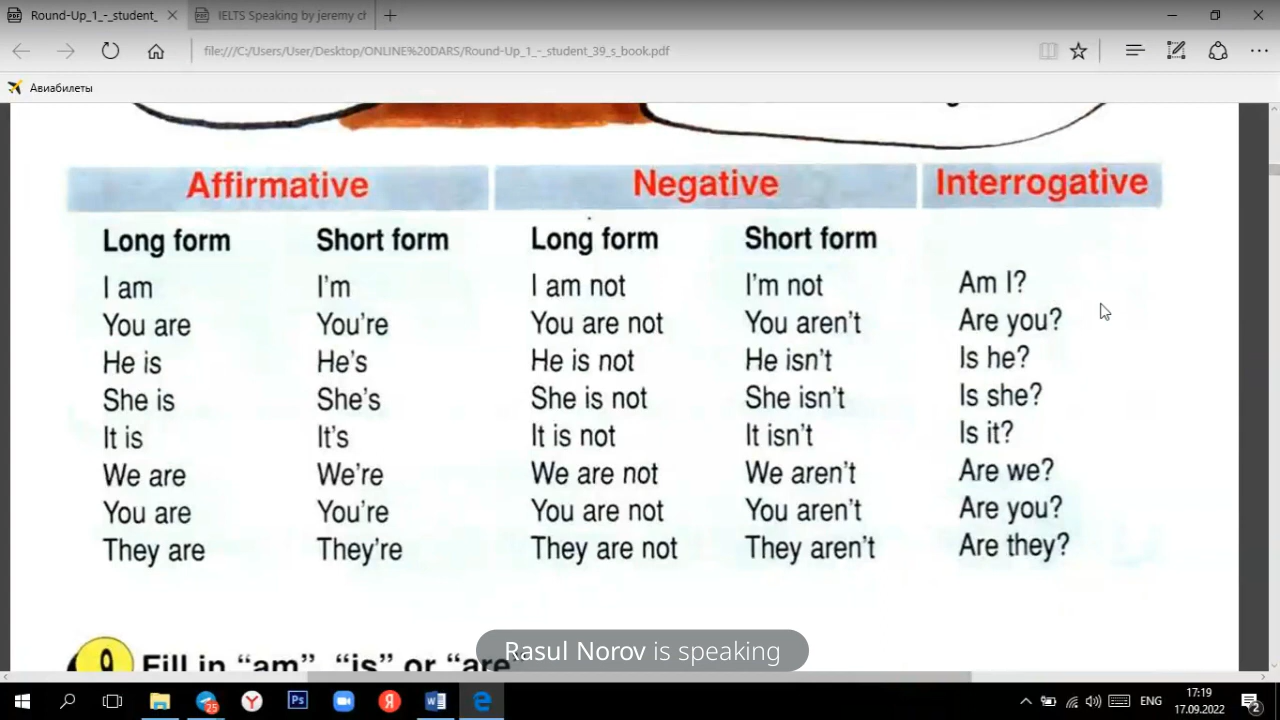 Round-Up_1_-_student_
IELTS Speaking by jeremy ch
file:///C:/Users/User/Desktop/ONLINE%20DARS/Round-Up_1_-_student_39_s_book.pdf
Авиабилеты
Affirmative Negative Interrogative
Long form Short form Long form Short form
I am I'm I am not I'm not Am I?
You are You're You are not You aren't Are you?
He is He's He is not He isn't Is he?
She is She's She is not She isn't Is she?
It is It's It is not It isn't Is it?
We are We're We are not We aren't Are we?
You are You're You are not You aren't Are you?
They are They're They are not They aren't Are they?
9 Fill in “am”, “is” or “are
Rasul Norov is speaking
25 Ps Я ENG 17:19
17.09.2022 2